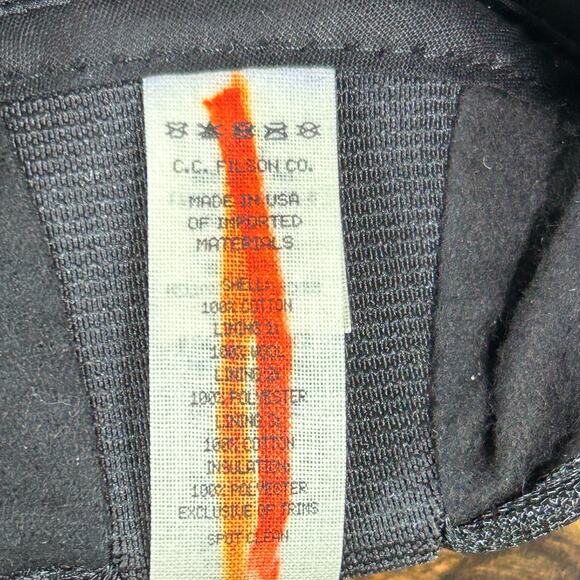 C.C. FILSON CO.
MADE IN USA
OF IMPORTED
MATERIALS
SHELL:
100% COTTON
LINING 1:
100% WOOL
LINING 2:
100% POLYESTER
LINING 3:
100% COTTON
INSULATION:
100% POLYESTER
EXCLUSIVE OF TRIMS
SPOT CLEAN